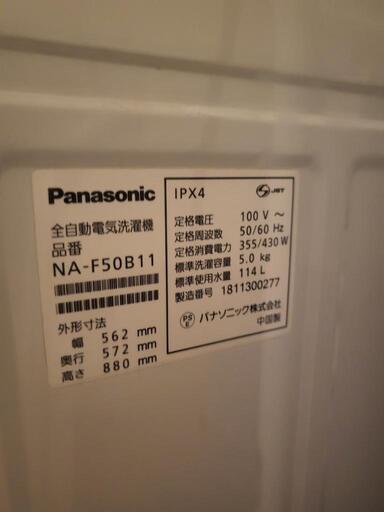 Panasonic
全自動電気洗濯機
品番
NA-F50B11
外形寸法
幅 562 mm
奥行 572 mm
高さ 880 mm
IPX4
S JET
定格電圧 100 V ～
定格周波数 50/60 Hz
定格消費電力 355/430 W
標準洗濯容量 5.0 kg
標準使用水量 114 L
製造番号 1811300277
PS E パナソニック株式会社
中国製